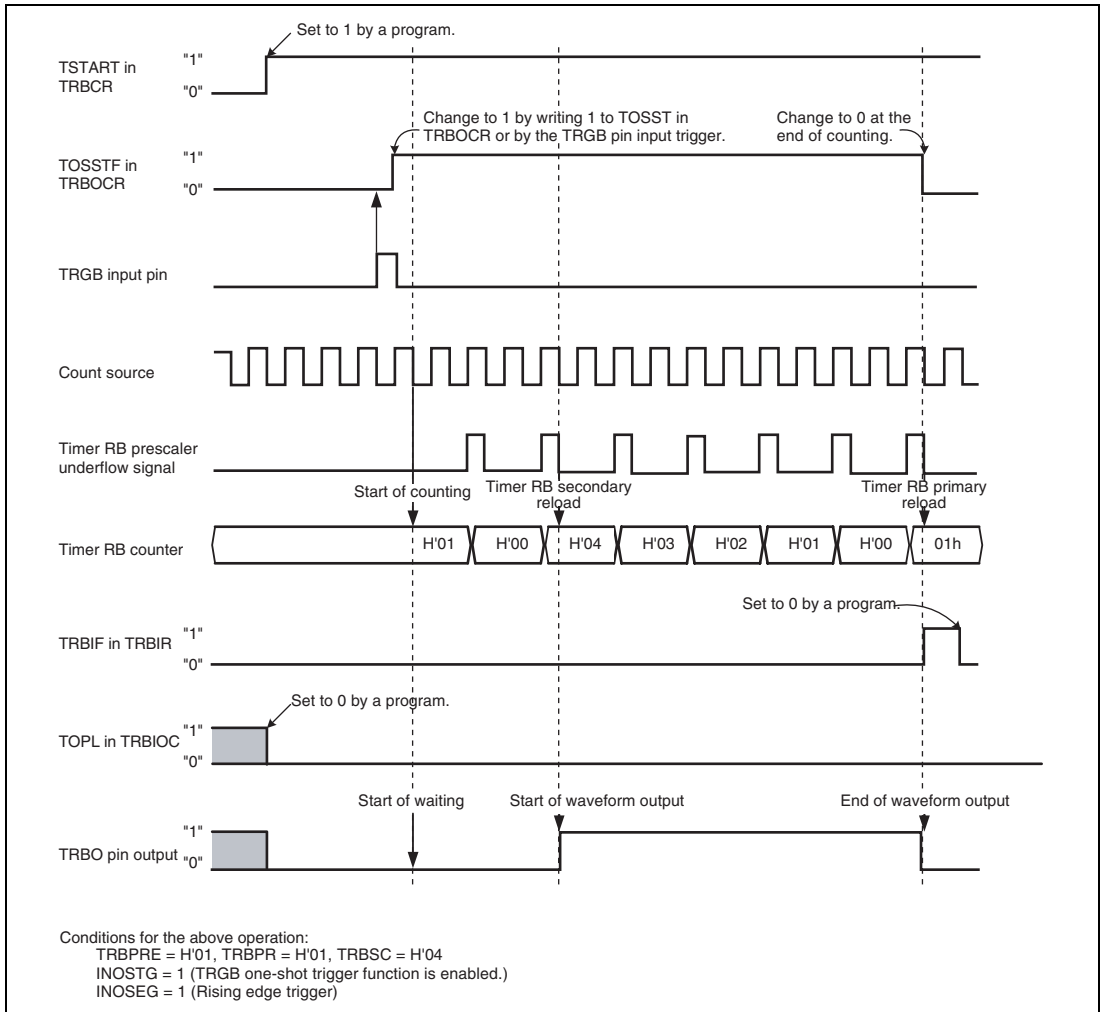 Set to 1 by a program.
TSTART in
TRBCR
"1"
"0"
Change to 1 by writing 1 to TOSST in
TRBOCR or by the TRGB pin input trigger.
Change to 0 at the
end of counting.
TOSSTF in
TRBOCR
"1"
"0"
TRGB input pin
Count source
Timer RB prescaler
underflow signal
Start of counting
Timer RB secondary
reload
Timer RB primary
reload
Timer RB counter
H'01 H'00 H'04 H'03 H'02 H'01 H'00 01h
Set to 0 by a program.
TRBIF in TRBIR
"1"
"0"
Set to 0 by a program.
TOPL in TRBIOC
"1"
"0"
Start of waiting
Start of waveform output
End of waveform output
TRBO pin output
"1"
"0"
Conditions for the above operation:
TRBPRE = H'01, TRBPR = H'01, TRBSC = H'04
INOSTG = 1 (TRGB one-shot trigger function is enabled.)
INOSEG = 1 (Rising edge trigger)